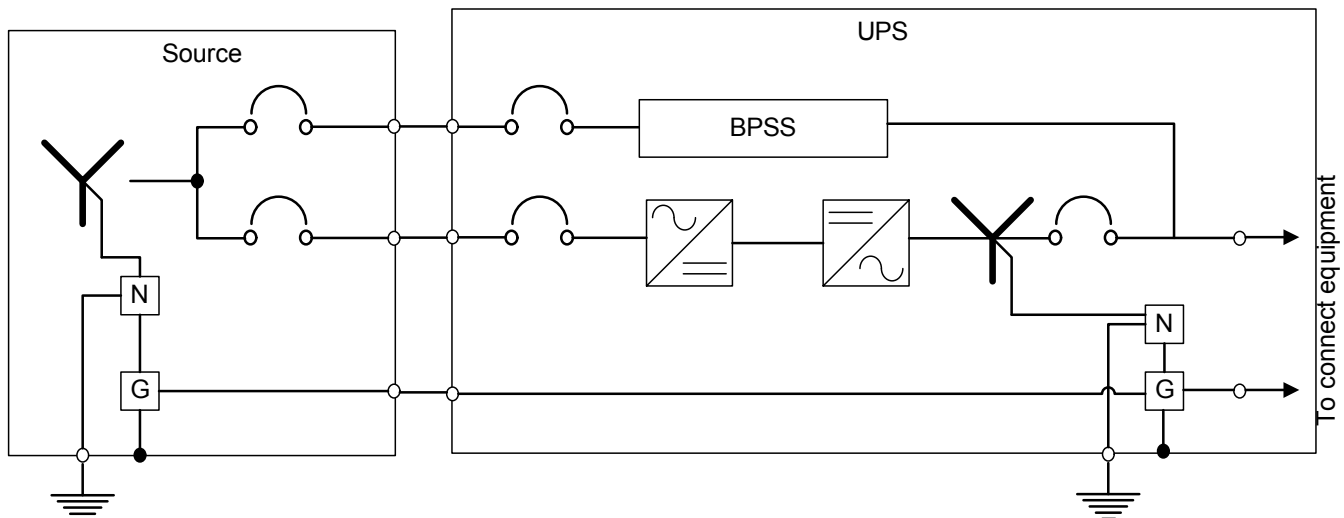 Source
UPS
BPSS
N
G
N
G
To connect equipment